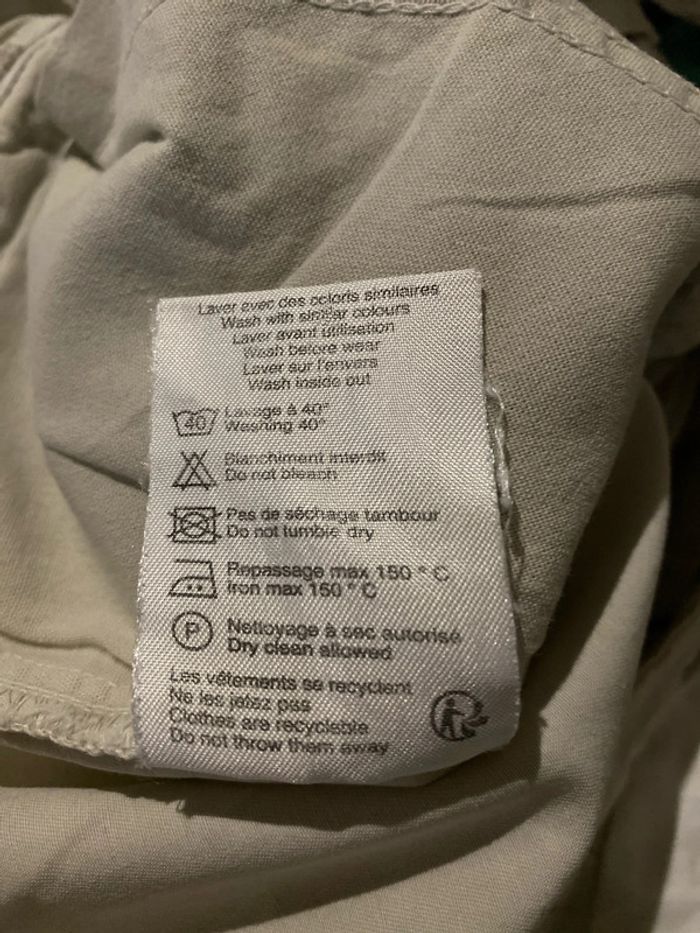 Laver avec des coloris similaires
Wash with similar colours
Laver avant utilisation
Wash before wear
Laver sur l'envers
Wash inside out
40 Lavage à 40°
Washing 40°
Blanchiment interdit
Do not bleach
Pas de séchage tambour
Do not tumble dry
Repassage max 150 ° C
Iron max 150 ° C
P Nettoyage à sec autorisé
Dry clean allowed
Les vêtements se recyclent
Ne les jetez pas
Clothes are recyclable
Do not throw them away